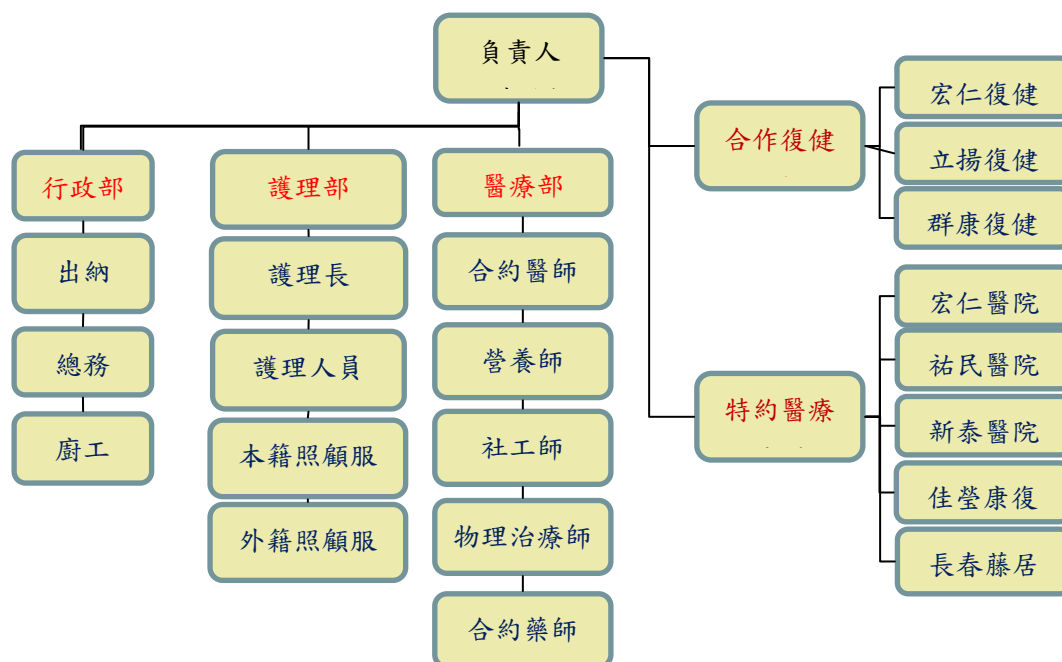 負責人
行政部
出納
總務
廚工
護理部
護理長
護理人員
本籍照顧服
外籍照顧服
醫療部
合約醫師
營養師
社工師
物理治療師
合約藥師
合作復健
宏仁復健
立揚復健
群康復健
特約醫療
宏仁醫院
祐民醫院
新泰醫院
佳瑩康復
長春藤居